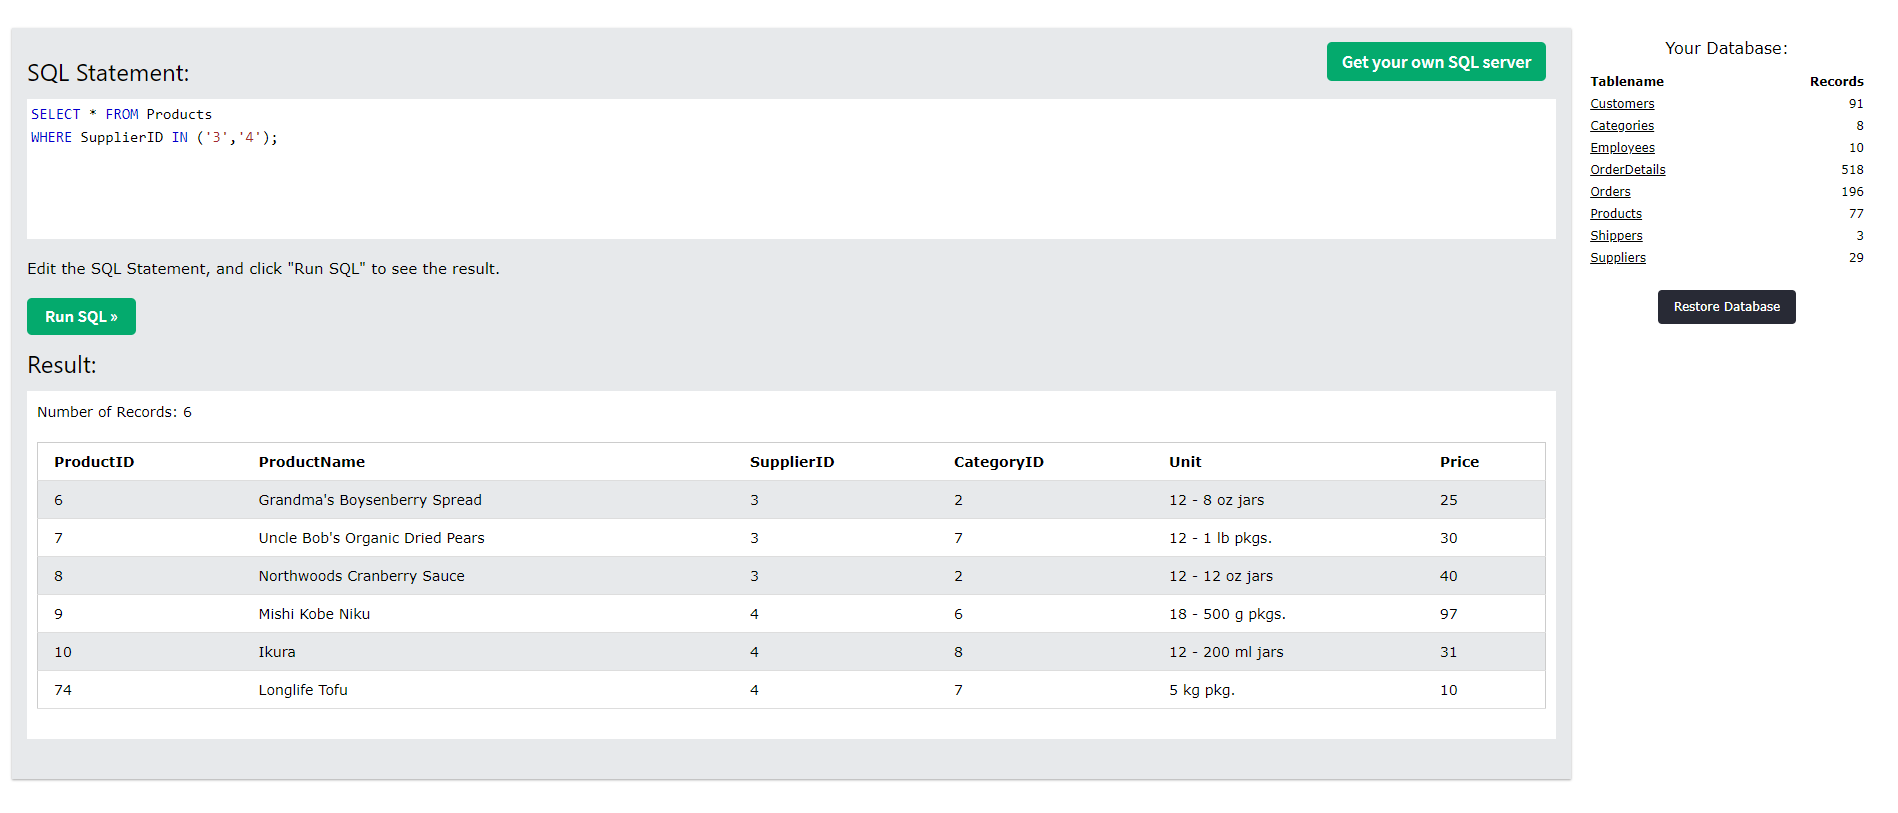 SQL Statement:
Get your own SQL server
SELECT * FROM Products
WHERE SupplierID IN ('3','4');
Edit the SQL Statement, and click "Run SQL" to see the result.
Run SQL »
Result:
Number of Records: 6
ProductID ProductName SupplierID CategoryID Unit Price
6 Grandma's Boysenberry Spread 3 2 12 - 8 oz jars 25
7 Uncle Bob's Organic Dried Pears 3 7 12 - 1 lb pkgs. 30
8 Northwoods Cranberry Sauce 3 2 12 - 12 oz jars 40
9 Mishi Kobe Niku 4 6 18 - 500 g pkgs. 97
10 Ikura 4 8 12 - 200 ml jars 31
74 Longlife Tofu 4 7 5 kg pkg. 10
Your Database:
Tablename Records
Customers 91
Categories 8
Employees 10
OrderDetails 518
Orders 196
Products 77
Shippers 3
Suppliers 29
Restore Database